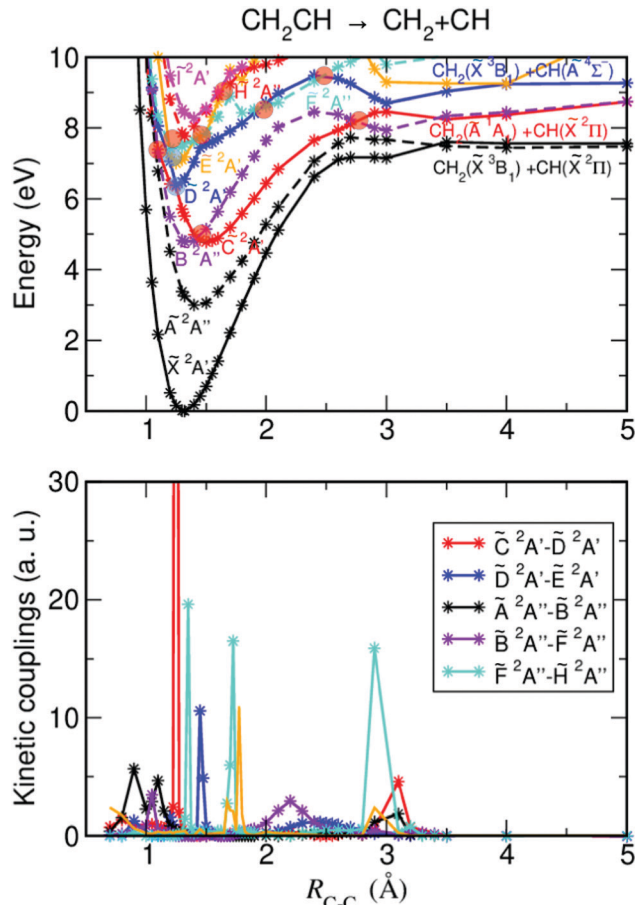 CH₂CH → CH₂+CH
10
8
6
4
2
0
Energy (eV)
Ĩ ²A'
H̃ ²A'
F̃ ²A''
Ẽ ²A'
D̃ ²A'
C̃ ²A
B̃ ²A''
Ã ²A''
X̃ ²A'
CH₂(X̃ ³B₁) +CH(Ã ⁴Σ⁻)
CH₂(Ã ¹A₁) +CH(X̃ ²Π)
CH₂(X̃ ³B₁) +CH(X̃ ²Π)
1 2 3 4 5
30
20
10
0
Kinetic couplings (a. u.)
C̃ ²A'-D̃ ²A'
D̃ ²A'-Ẽ ²A'
Ã ²A''-B̃ ²A''
B̃ ²A''-F̃ ²A''
F̃ ²A''-H̃ ²A''
1 2 3 4 5
R_C-C (Å)